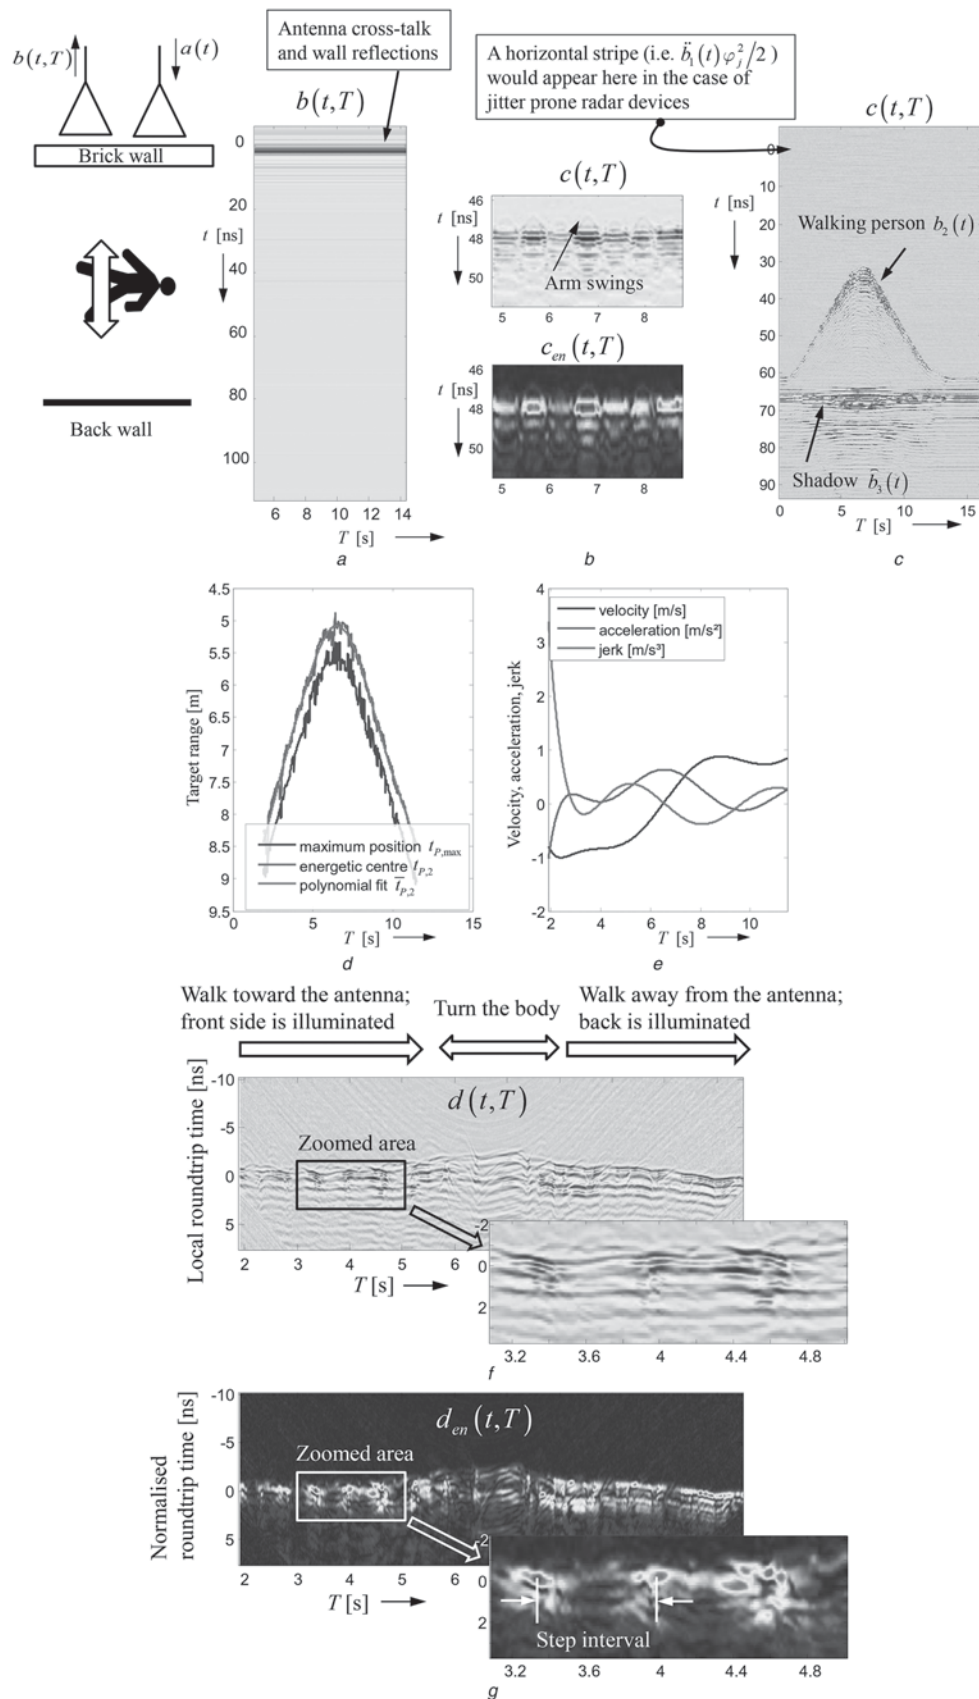 b(t,T)
a(t)
Brick wall
Back wall
Antenna cross-talk
and wall reflections
b(t,T)
0
20
t [ns]
40
60
80
100
6 8 10 12 14
T [s]
a
A horizontal stripe (i.e. b̈₁(t)φⱼ²/2 )
would appear here in the case of
jitter prone radar devices
c(t,T)
46
t [ns]
48
50
Arm swings
5 6 7 8
c_en(t,T)
46
t [ns]
48
50
5 6 7 8
b
c(t,T)
0
10
t [ns]
20
Walking person b₂(t)
30
40
50
60
70
80
Shadow b̂₃(t)
90
0 5 10 15
T [s]
c
4.5
5
5.5
6
6.5
7
7.5
8
8.5
9
9.5
Target range [m]
maximum position t_P,max
energetic centre t_P,2
polynomial fit t̄_P,2
0 5 10 15
T [s]
d
4
3
2
1
0
-1
-2
Velocity, acceleration, jerk
velocity [m/s]
acceleration [m/s²]
jerk [m/s³]
2 4 6 8 10
T [s]
e
Walk toward the antenna;
front side is illuminated
Turn the body
Walk away from the antenna;
back is illuminated
Local roundtrip time [ns]
-10
-5
0
5
d(t,T)
Zoomed area
2 3 4 5 6
T [s]
-2
0
2
3.2 3.6 4 4.4 4.8
f
Normalised
roundtrip time [ns]
-10
-5
0
5
d_en(t,T)
Zoomed area
2 3 4 5 6
T [s]
-2
0
2
Step interval
3.2 3.6 4 4.4 4.8
g